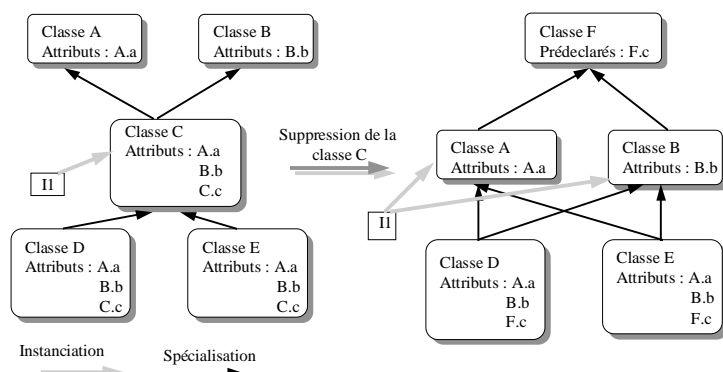 Classe A
Attributs : A.a
Classe B
Attributs : B.b
Classe C
Attributs : A.a
B.b
C.c
I1
Classe D
Attributs : A.a
B.b
C.c
Classe E
Attributs : A.a
B.b
C.c
Suppression de la
classe C
Classe F
Prédeclarés : F.c
Classe A
Attributs : A.a
Classe B
Attributs : B.b
I1
Classe D
Attributs : A.a
B.b
F.c
Classe E
Attributs : A.a
B.b
F.c
Instanciation
Spécialisation